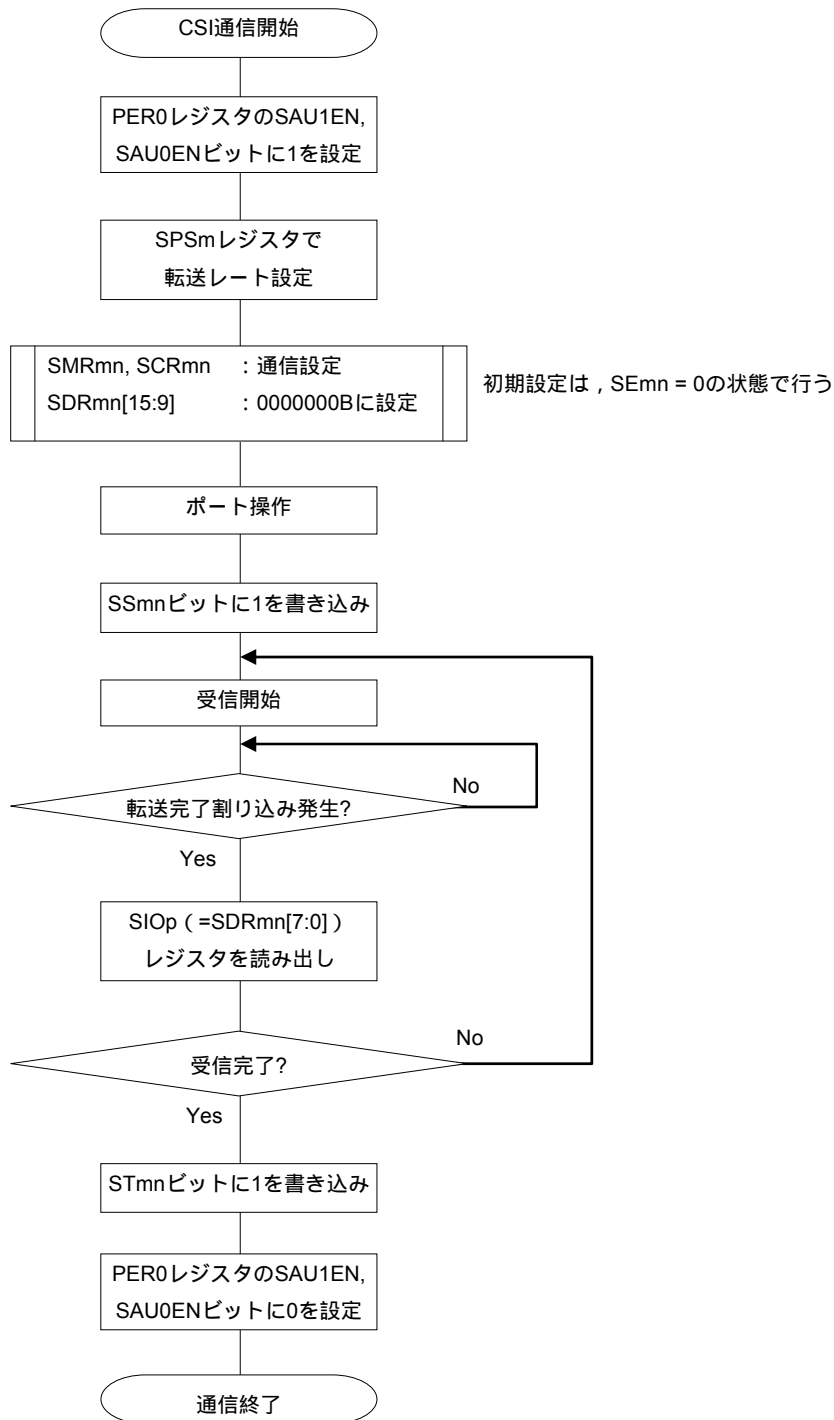 CSI通信開始
PER0レジスタのSAU1EN,
SAU0ENビットに1を設定
SPSmレジスタで
転送レート設定
SMRmn, SCRmn ：通信設定
SDRmn[15:9] ：0000000Bに設定
初期設定は，SEmn = 0の状態で行う
ポート操作
SSmnビットに1を書き込み
受信開始
転送完了割り込み発生?
No
Yes
SIOp（=SDRmn[7:0]）
レジスタを読み出し
受信完了?
No
Yes
STmnビットに1を書き込み
PER0レジスタのSAU1EN,
SAU0ENビットに0を設定
通信終了